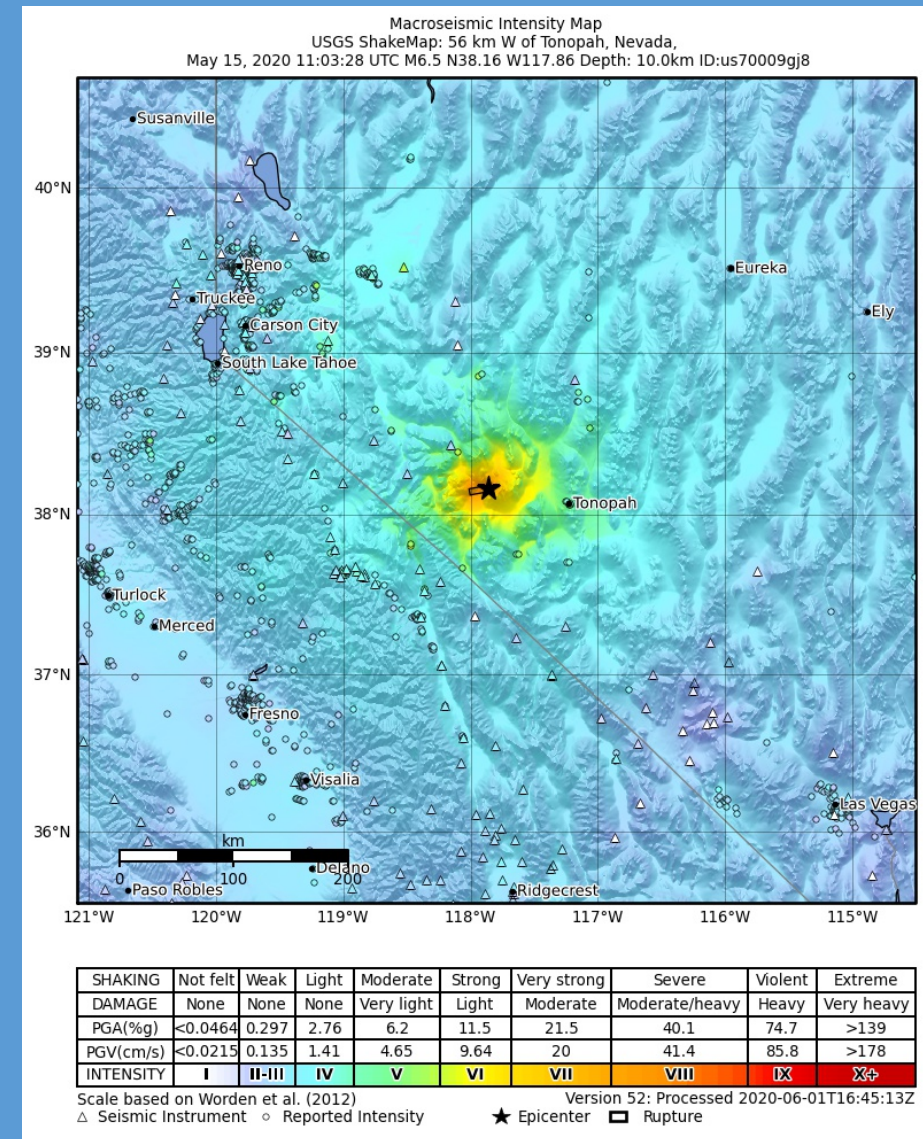 Macroseismic Intensity Map
USGS ShakeMap: 56 km W of Tonopah, Nevada,
May 15, 2020 11:03:28 UTC M6.5 N38.16 W117.86 Depth: 10.0km ID:us70009gj8
Susanville
40°N
Reno
Eureka
Truckee
Ely
Carson City
39°N
South Lake Tahoe
38°N
Tonopah
Turlock
Merced
37°N
Fresno
Visalia
Las Vegas
36°N
km
Delano
0 100 200
Paso Robles
Ridgecrest
121°W 120°W 119°W 118°W 117°W 116°W 115°W
SHAKING Not felt Weak Light Moderate Strong Very strong Severe Violent Extreme
DAMAGE None None None Very light Light Moderate Moderate/heavy Heavy Very heavy
PGA(%g) <0.0464 0.297 2.76 6.2 11.5 21.5 40.1 74.7 >139
PGV(cm/s) <0.0215 0.135 1.41 4.65 9.64 20 41.4 85.8 >178
INTENSITY I II-III IV V VI VII VIII IX X+
Scale based on Worden et al. (2012) Version 52: Processed 2020-06-01T16:45:13Z
△ Seismic Instrument ○ Reported Intensity ★ Epicenter Rupture